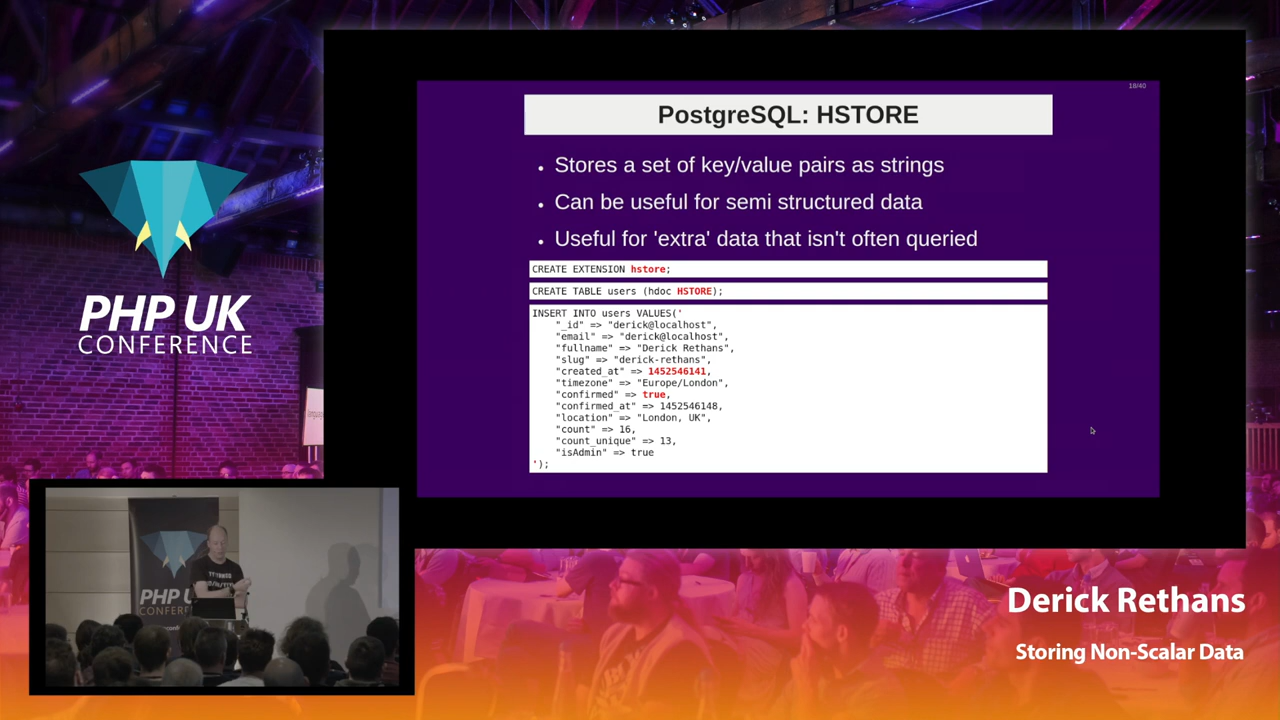 18/40
PostgreSQL: HSTORE
• Stores a set of key/value pairs as strings
• Can be useful for semi structured data
• Useful for 'extra' data that isn't often queried
CREATE EXTENSION hstore;
CREATE TABLE users (hdoc HSTORE);
INSERT INTO users VALUES('
    "_id" => "derick@localhost",
    "email" => "derick@localhost",
    "fullname" => "Derick Rethans",
    "slug" => "derick-rethans",
    "created_at" => 1452546141,
    "timezone" => "Europe/London",
    "confirmed" => true,
    "confirmed_at" => 1452546148,
    "location" => "London, UK",
    "count" => 16,
    "count_unique" => 13,
    "isAdmin" => true
');
PHP UK
CONFERENCE
PHP U
CONFEREN
Derick Rethans
Storing Non-Scalar Data